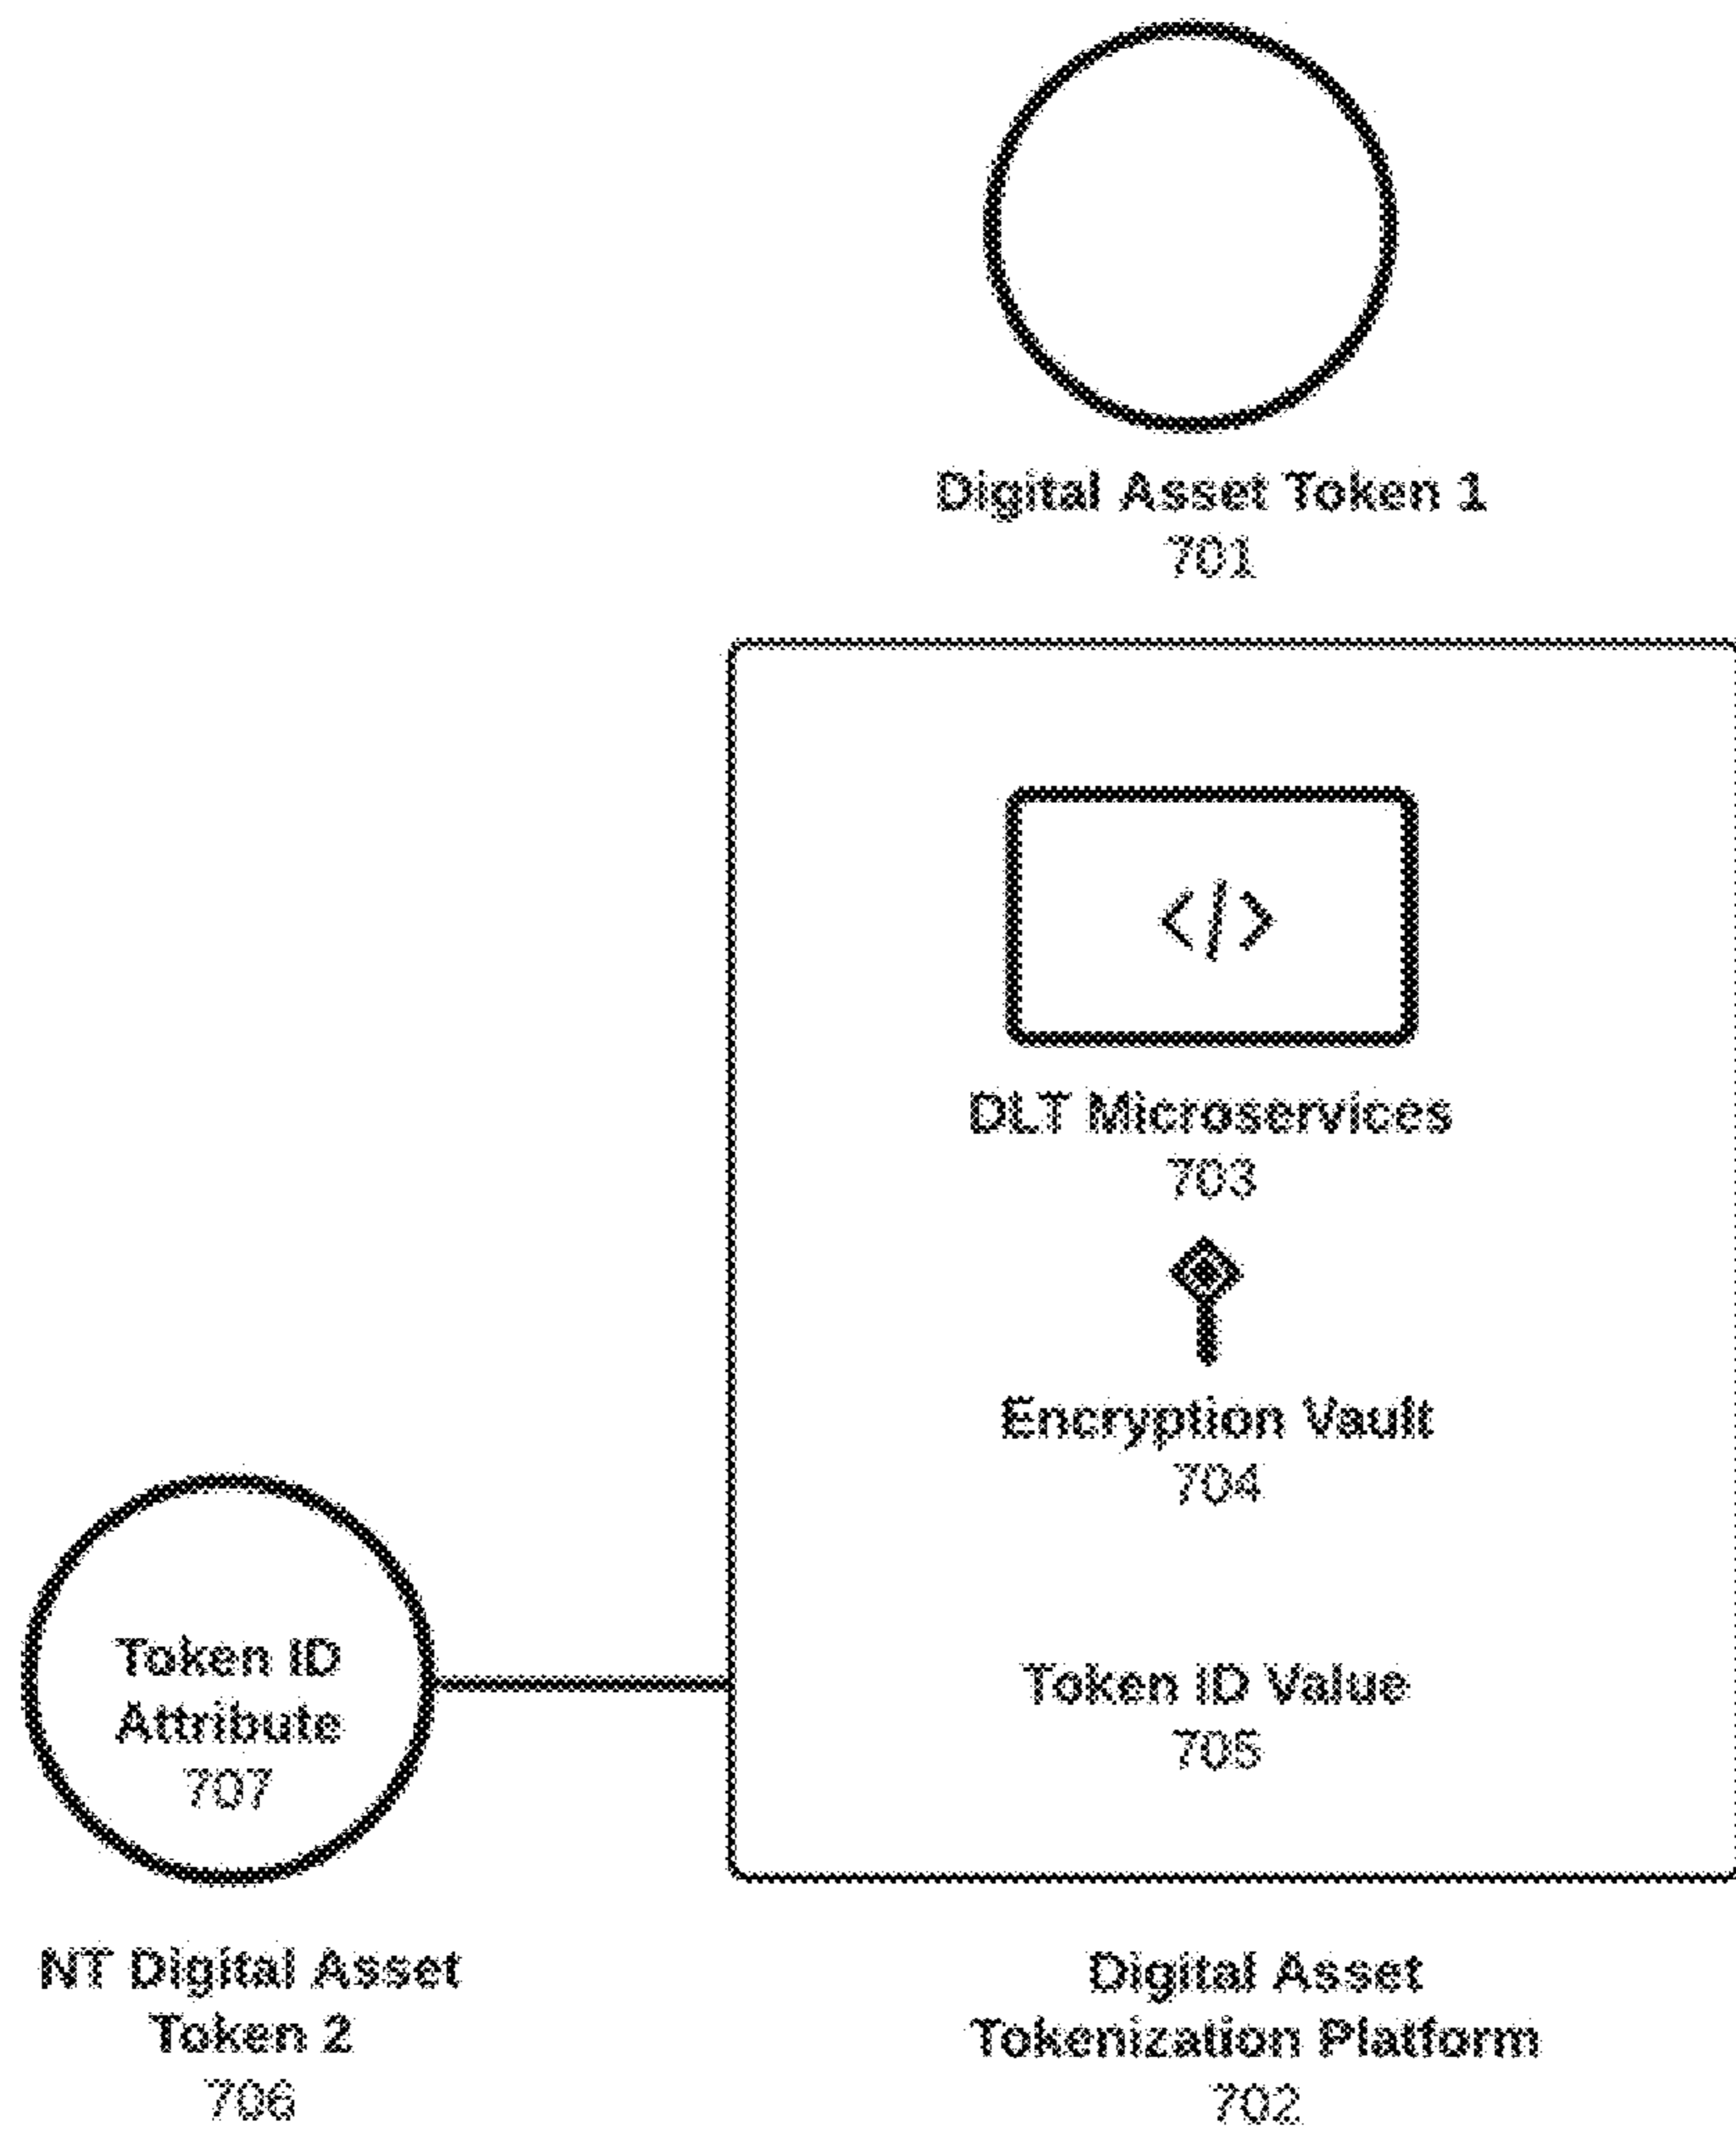 Digital Asset Token 1
701
</>
DLT Microservices
703
Encryption Vault
704
Token ID
Attribute
707
Token ID Value
705
NT Digital Asset
Token 2
706
Digital Asset
Tokenization Platform
702